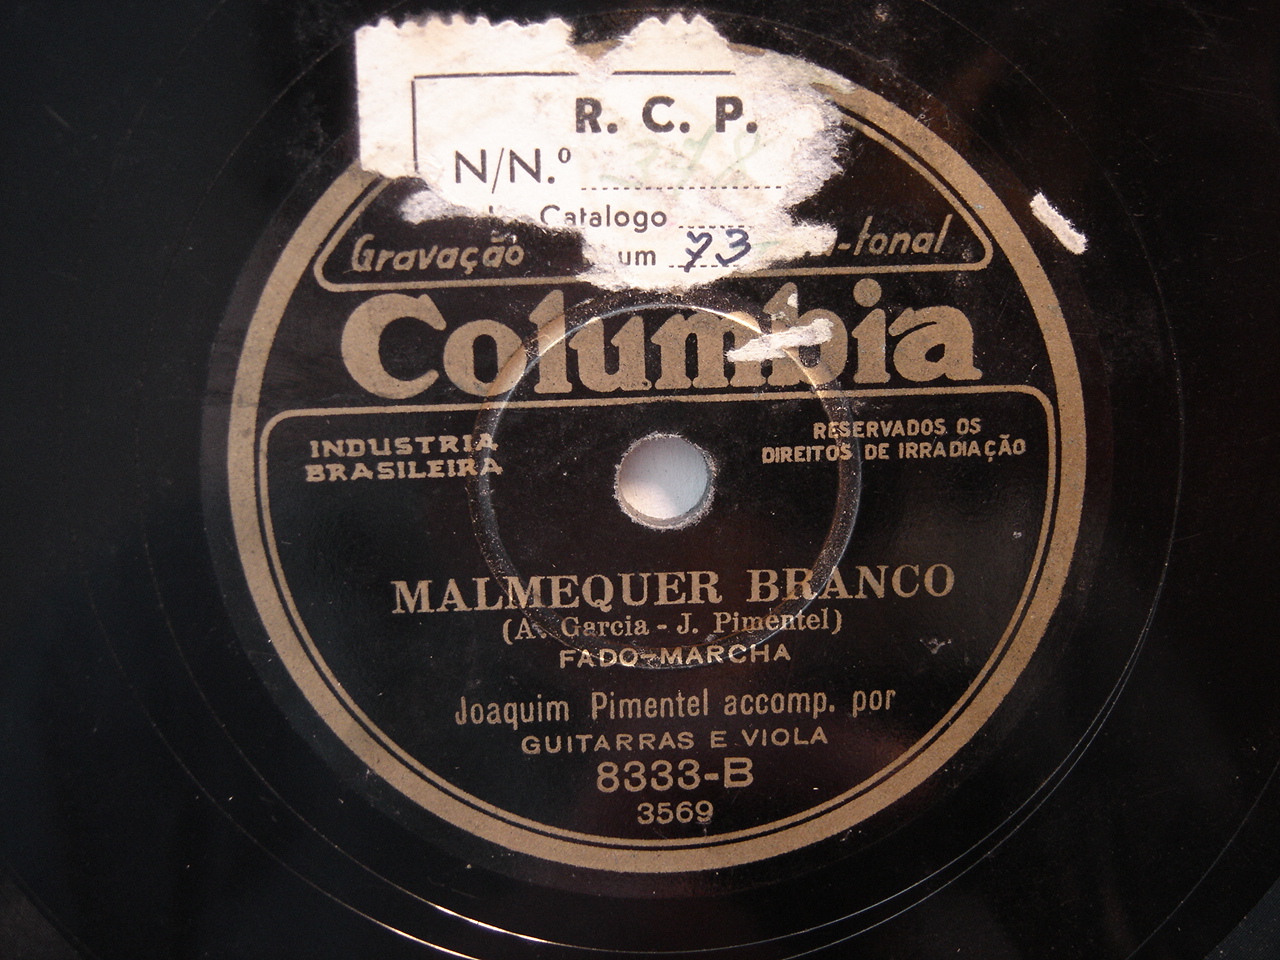 R. C. P.
N/N.º
Catalogo
um 73
Gravação -tonal
Columbia
INDUSTRIA
BRASILEIRA
RESERVADOS OS
DIREITOS DE IRRADIAÇÃO
MALMEQUER BRANCO
(A. Garcia - J. Pimentel)
FADO-MARCHA
Joaquim Pimentel accomp. por
GUITARRAS E VIOLA
8333-B
3569